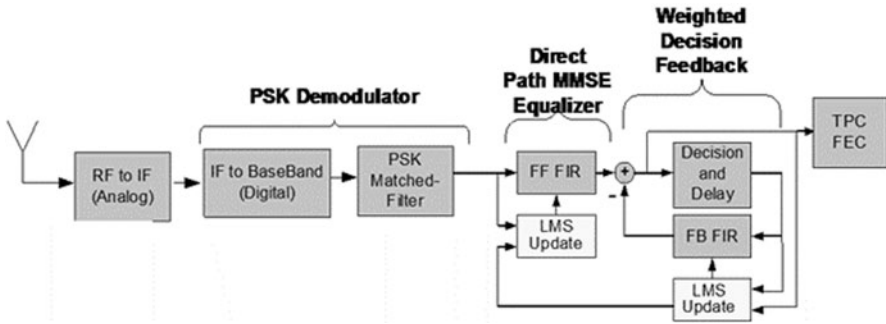 Weighted
Decision
Feedback
Direct
Path MMSE
Equalizer
PSK Demodulator
TPC
FEC
RF to IF
(Analog)
IF to BaseBand
(Digital)
PSK
Matched-
Filter
FF FIR
+
-
Decision
and
Delay
LMS
Update
FB FIR
LMS
Update